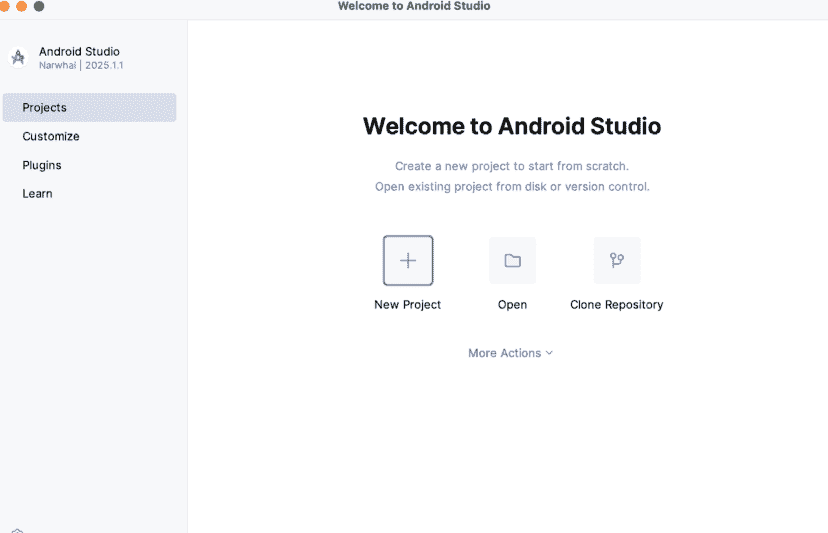 Welcome to Android Studio
Android Studio
Narwhal | 2025.1.1
Projects
Customize
Plugins
Learn
Welcome to Android Studio
Create a new project to start from scratch.
Open existing project from disk or version control.
New Project
Open
Clone Repository
More Actions